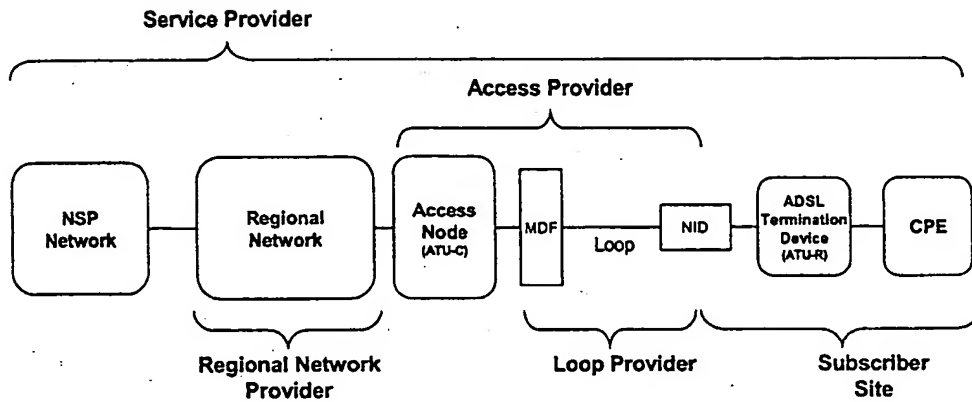 Service Provider
Access Provider
NSP
Network
Regional
Network
Access
Node
(ATU-C)
MDF
Loop
NID
ADSL
Termination
Device
(ATU-R)
CPE
Regional Network
Provider
Loop Provider
Subscriber
Site